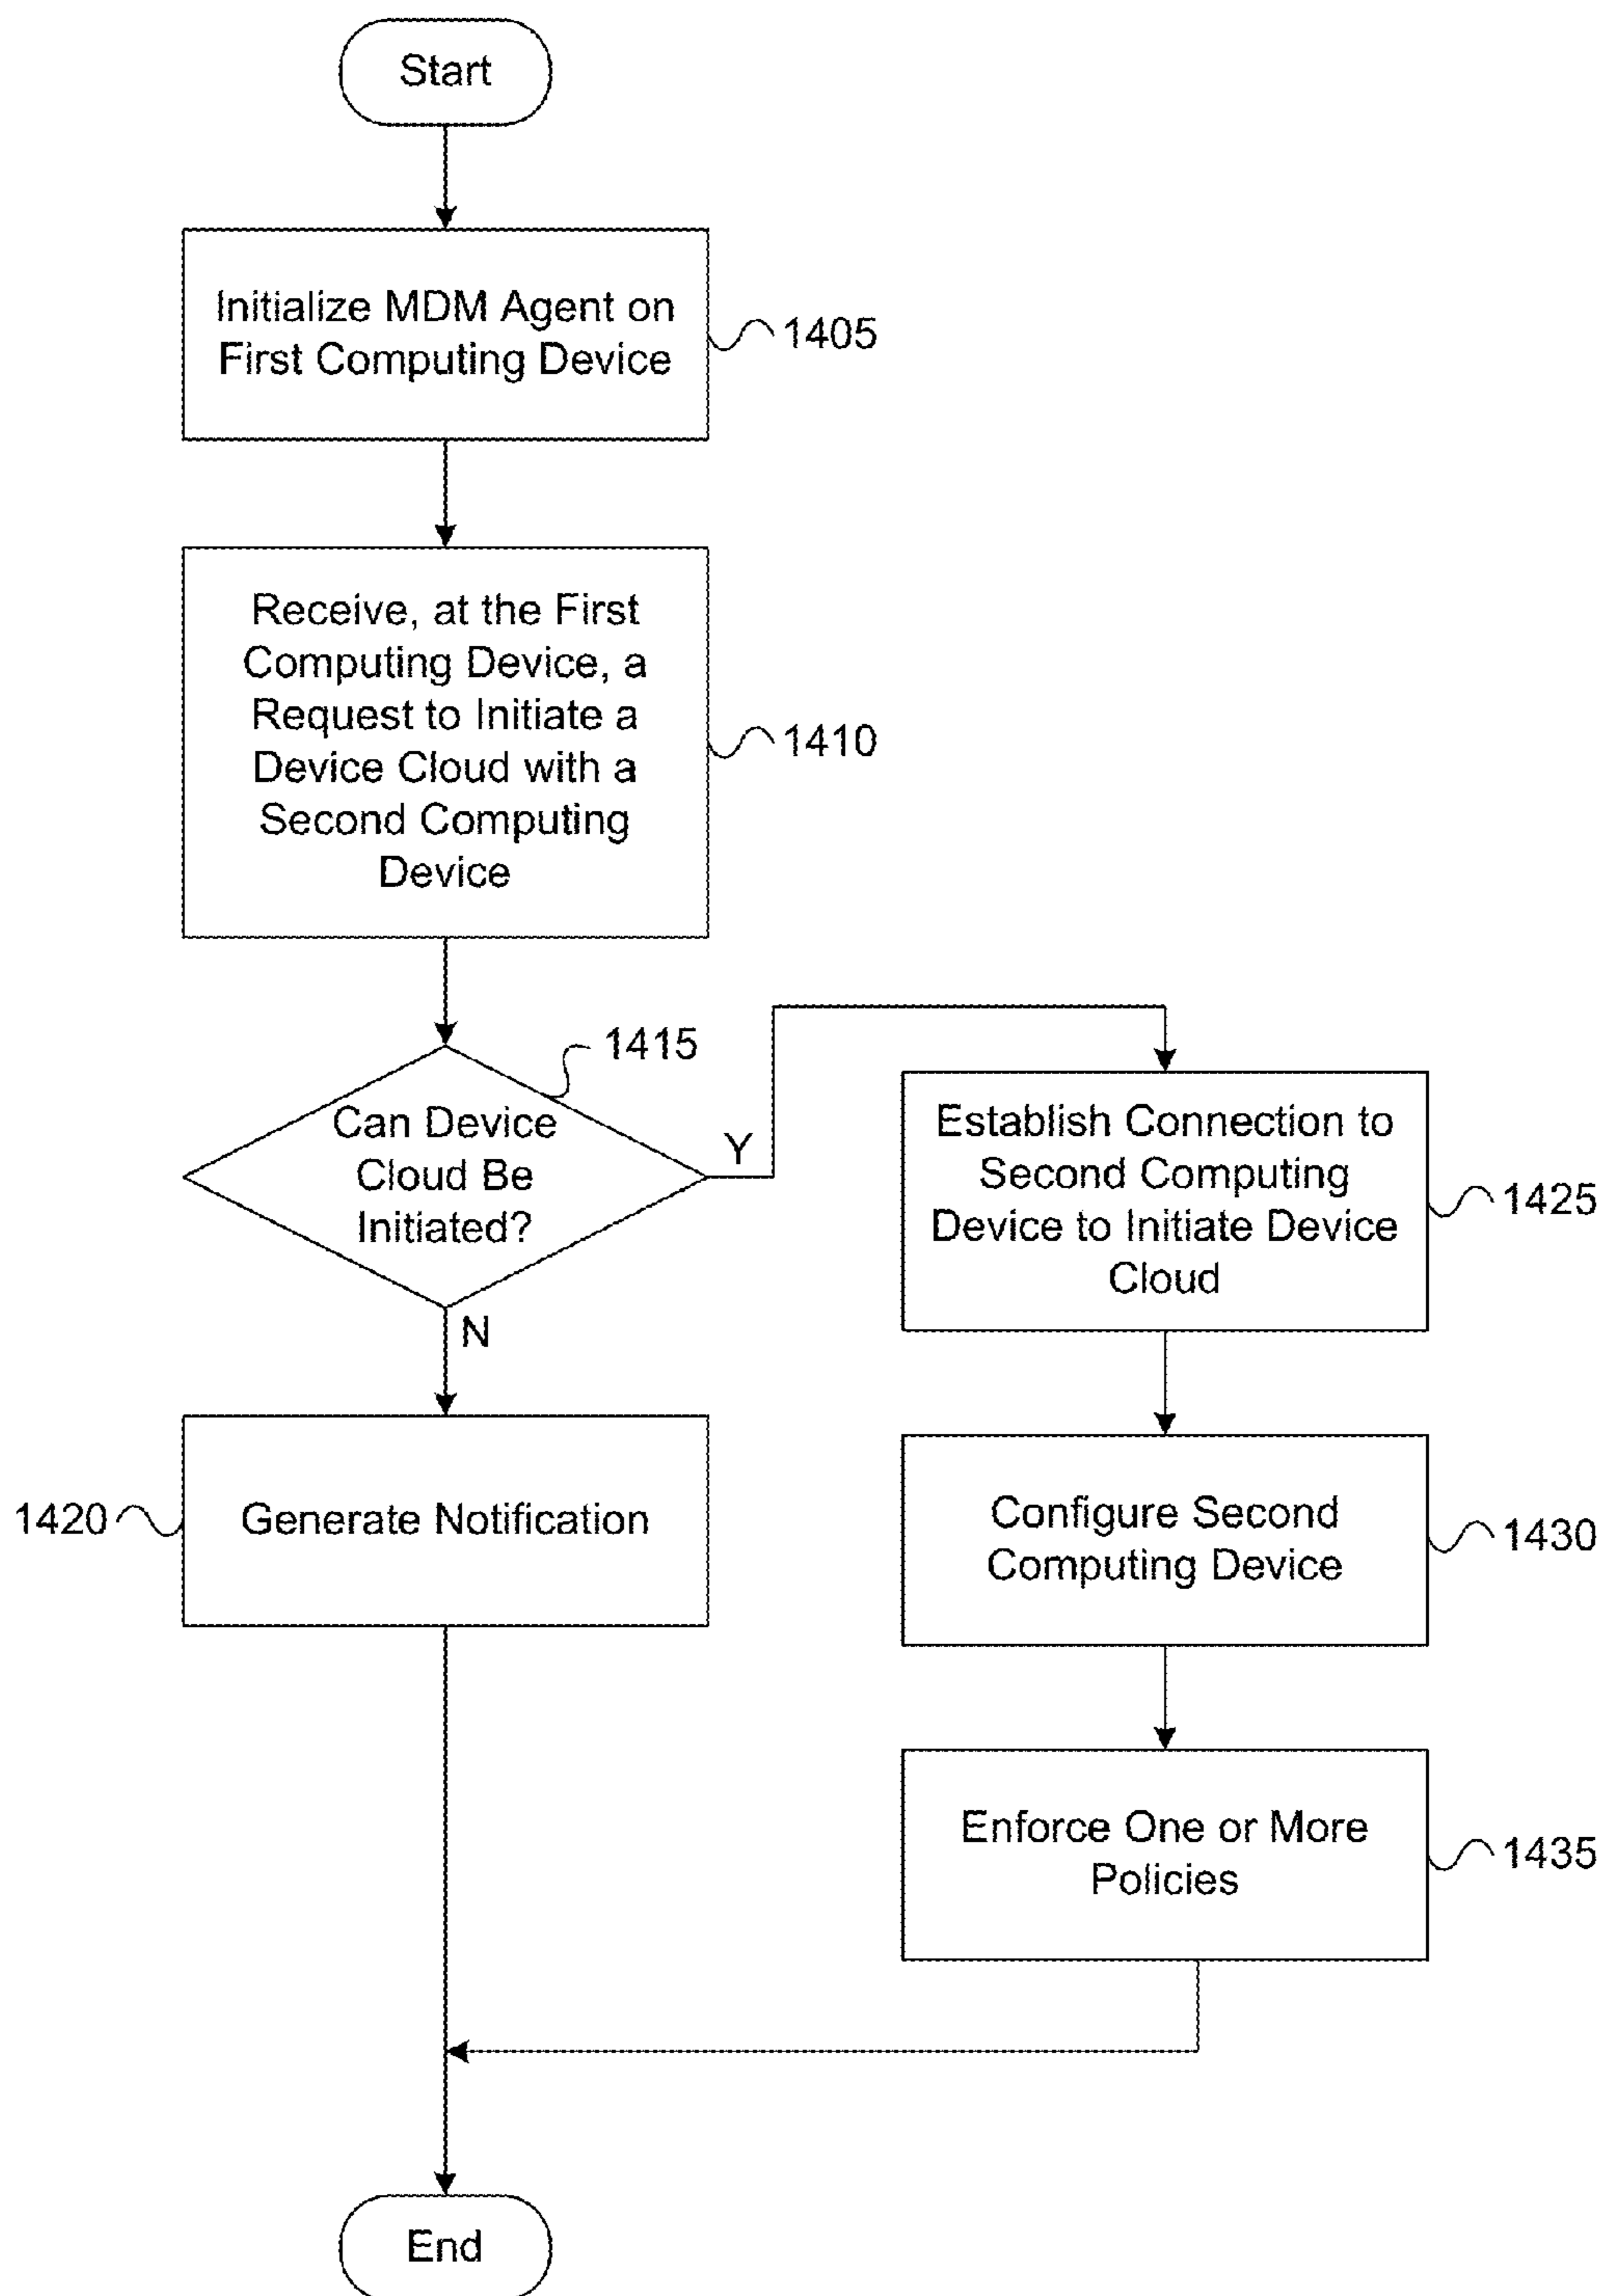 Start
Initialize MDM Agent on
First Computing Device
1405
Receive, at the First
Computing Device, a
Request to Initiate a
Device Cloud with a
Second Computing
Device
1410
1415
Can Device
Cloud Be
Initiated?
Y
N
1420
Generate Notification
Establish Connection to
Second Computing
Device to Initiate Device
Cloud
1425
Configure Second
Computing Device
1430
Enforce One or More
Policies
1435
End